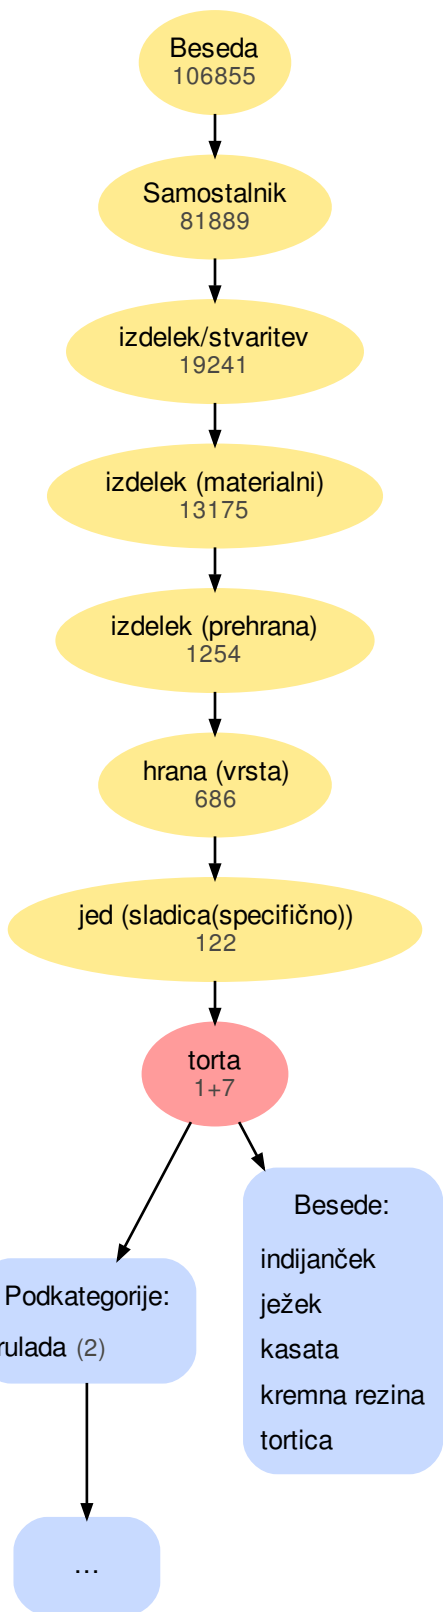 Beseda
106855
Samostalnik
81889
izdelek/stvaritev
19241
izdelek (materialni)
13175
izdelek (prehrana)
1254
hrana (vrsta)
686
jed (sladica(specifično))
122
torta
1+7
Podkategorije:
rulada (2)
...
Besede:
indijanček
ježek
kasata
kremna rezina
tortica